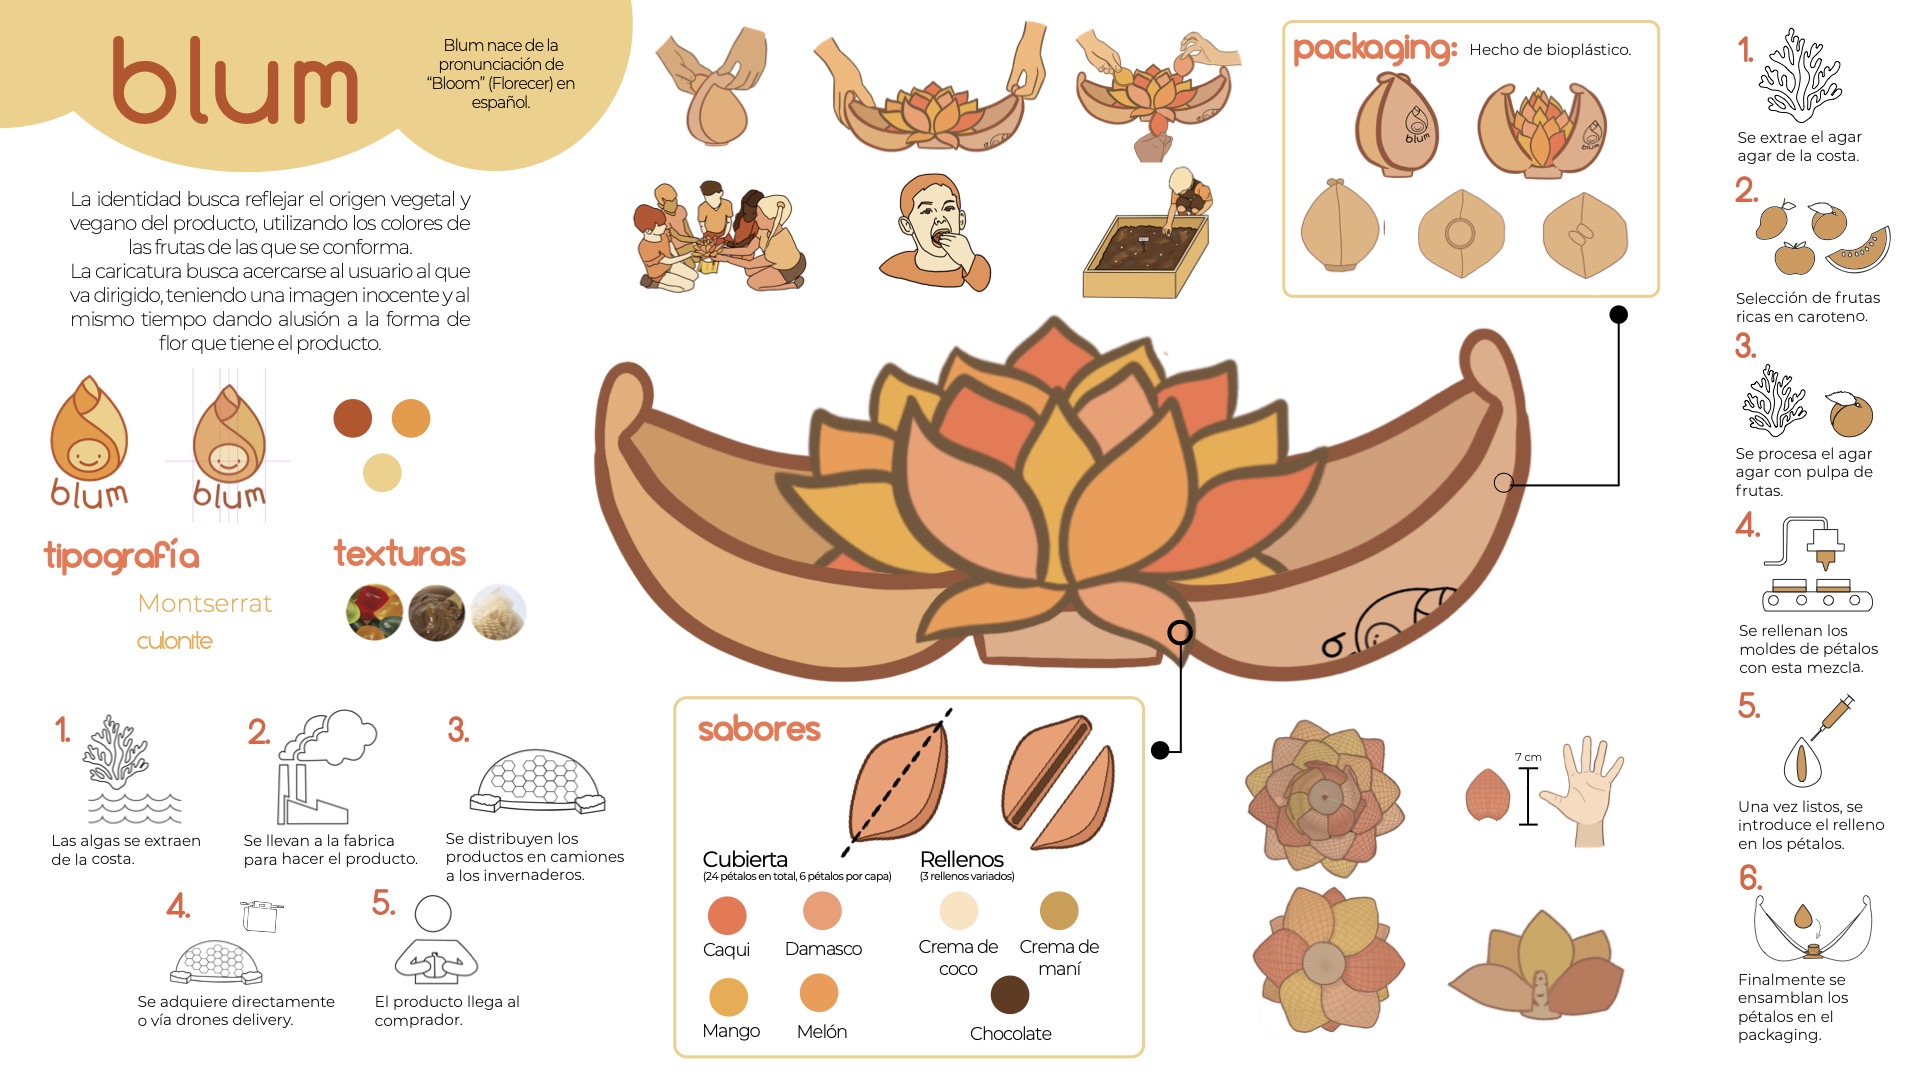 blum
Blum nace de la
pronunciación de
“Bloom” (Florecer) en
español.
La identidad busca reflejar el origen vegetal y
vegano del producto, utilizando los colores de
las frutas de las que se conforma.
La caricatura busca acercarse al usuario al que
va dirigido, teniendo una imagen inocente y al
mismo tiempo dando alusión a la forma de
flor que tiene el producto.
blum
blum
tipografía
Montserrat
culonite
texturas
1.
Las algas se extraen
de la costa.
2.
Se llevan a la fabrica
para hacer el producto.
3.
Se distribuyen los
productos en camiones
a los invernaderos.
4.
Se adquiere directamente
o vía drones delivery.
5.
El producto llega al
comprador.
packaging:
Hecho de bioplástico.
blum
blum
sabores
Cubierta
(24 pétalos en total, 6 pétalos por capa)
Caqui
Damasco
Mango
Melón
Rellenos
(3 rellenos variados)
Crema de
coco
Crema de
maní
Chocolate
7 cm
1.
Se extrae el agar
agar de la costa.
2.
Selección de frutas
ricas en caroteno.
3.
Se procesa el agar
agar con pulpa de
frutas.
4.
Se rellenan los
moldes de pétalos
con esta mezcla.
5.
Una vez listos, se
introduce el relleno
en los pétalos.
6.
Finalmente se
ensamblan los
pétalos en el
packaging.